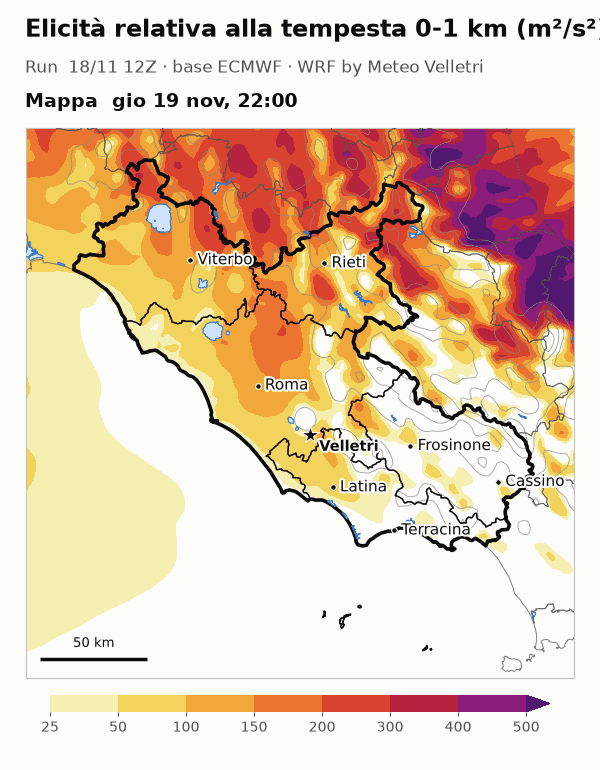 Elicità relativa alla tempesta 0-1 km (m²/s²)
Run 18/11 12Z · base ECMWF · WRF by Meteo Velletri
Mappa gio 19 nov, 22:00
Viterbo
Rieti
Roma
Velletri
Frosinone
Cassino
Latina
Terracina
50 km
25 50 100 150 200 300 400 500